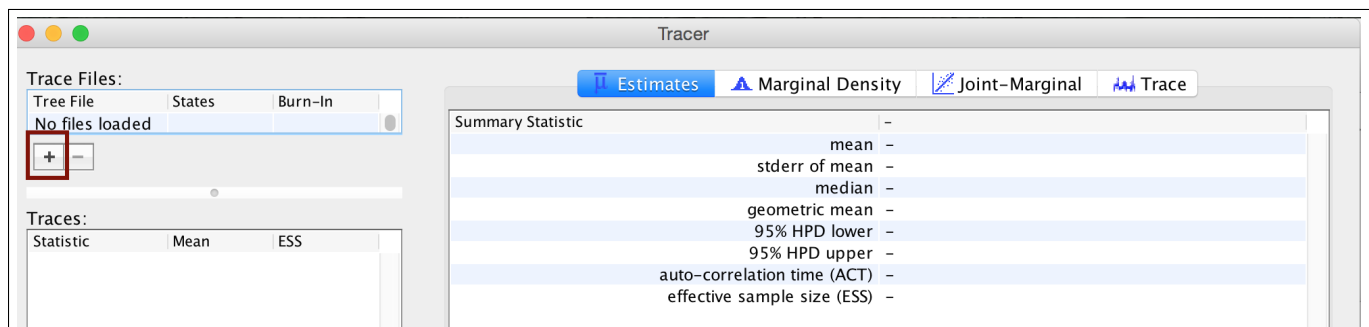 Tracer
Trace Files:
Tree File States Burn-In
No files loaded
+ −
Traces:
Statistic Mean ESS
μ Estimates Marginal Density Joint-Marginal Trace
Summary Statistic -
mean -
stderr of mean -
median -
geometric mean -
95% HPD lower -
95% HPD upper -
auto-correlation time (ACT) -
effective sample size (ESS) -